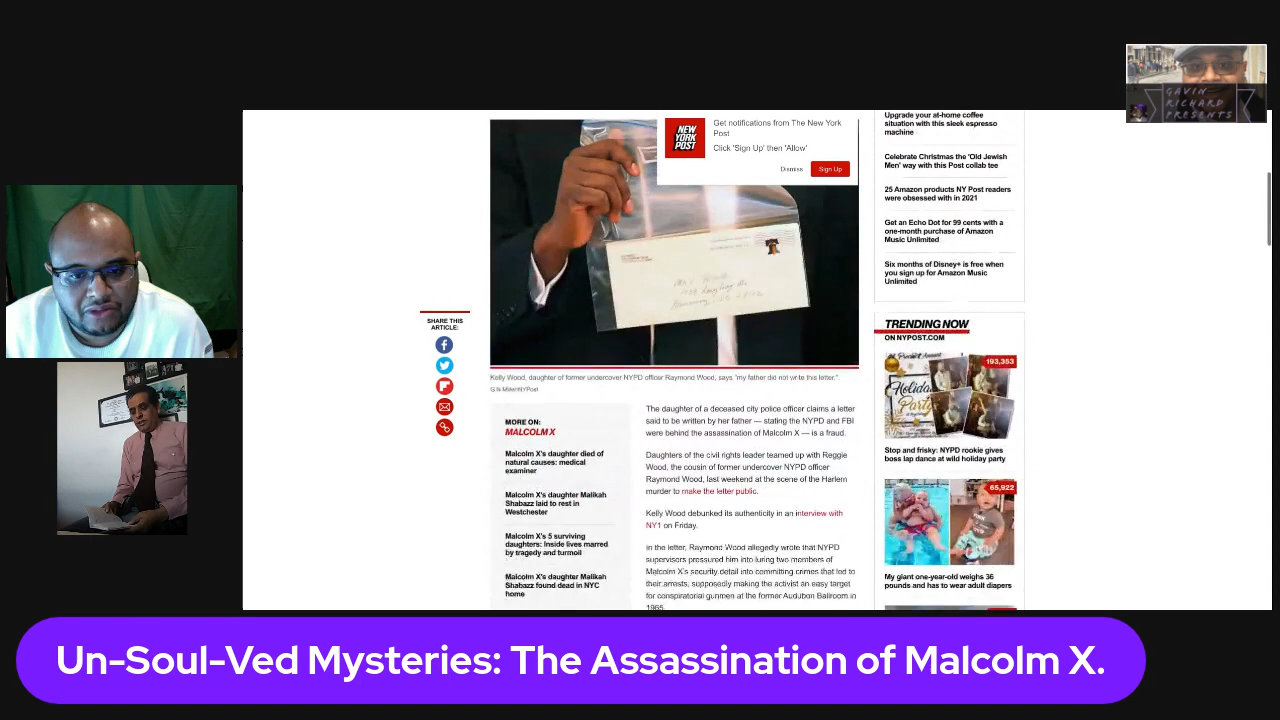 GAVIN
RICHARD
PRESENTS
NEW
YORK
POST
Get notifications from The New York
Post
Click 'Sign Up' then 'Allow'
Dismiss
Sign Up
SHARE THIS
ARTICLE:
Kelly Wood, daughter of former undercover NYPD officer Raymond Wood, says "my father did not write this letter.".
MORE ON:
MALCOLM X
Malcolm X's daughter died of
natural causes: medical
examiner
Malcolm X's daughter Malikah
Shabazz laid to rest in
Westchester
Malcolm X's 5 surviving
daughters: Inside lives marred
by tragedy and turmoil
Malcolm X's daughter Malikah
Shabazz found dead in NYC
home
The daughter of a deceased city police officer claims a letter
said to be written by her father — stating the NYPD and FBI
were behind the assassination of Malcolm X — is a fraud.
Daughters of the civil rights leader teamed up with Reggie
Wood, the cousin of former undercover NYPD officer
Raymond Wood, last weekend at the scene of the Harlem
murder to make the letter public.
Kelly Wood debunked its authenticity in an interview with
NY1 on Friday.
In the letter, Raymond Wood allegedly wrote that NYPD
supervisors pressured him into luring two members of
Malcolm X's security detail into committing crimes that led to
their arrests, supposedly making the activist an easy target
for conspiratorial gunmen at the former Audubon Ballroom in
1965.
Upgrade your at-home coffee
situation with this sleek espresso
machine
Celebrate Christmas the 'Old Jewish
Men' way with this Post collab tee
25 Amazon products NY Post readers
were obsessed with in 2021
Get an Echo Dot for 99 cents with a
one-month purchase of Amazon
Music Unlimited
Six months of Disney+ is free when
you sign up for Amazon Music
Unlimited
TRENDING NOW
ON NYPOST.COM
193,353
Holiday
Party
Stop and frisky: NYPD rookie gives
boss lap dance at wild holiday party
65,922
My giant one-year-old weighs 36
pounds and has to wear adult diapers
Un-Soul-Ved Mysteries: The Assassination of Malcolm X.